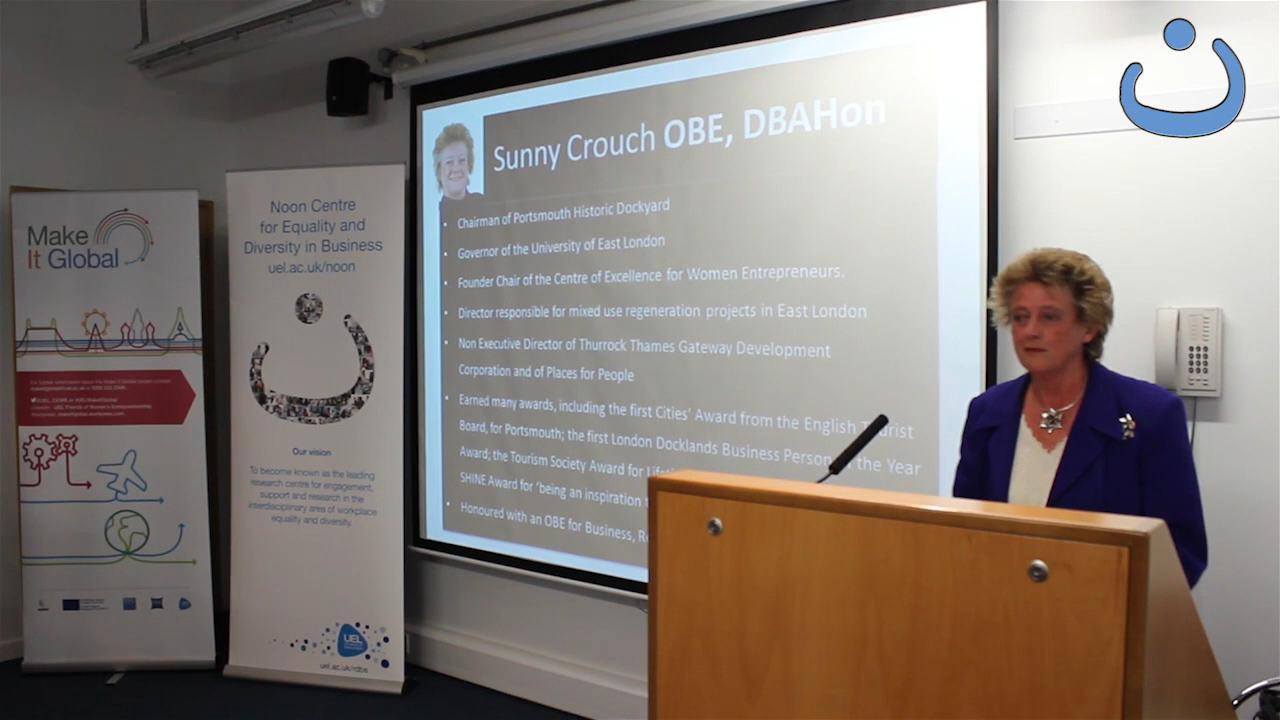 Make
It Global
Noon Centre
for Equality and
Diversity in Business
uel.ac.uk/noon
Our vision
To become known as the leading
research centre for engagement,
support and research in the
interdisciplinary area of workplace
equality and diversity.
UEL
uel.ac.uk/rdbs
Sunny Crouch OBE, DBAHon
• Chairman of Portsmouth Historic Dockyard
• Governor of the University of East London
• Founder Chair of the Centre of Excellence for Women Entrepreneurs.
• Director responsible for mixed use regeneration projects in East London
• Non Executive Director of Thurrock Thames Gateway Development
Corporation and of Places for People
• Earned many awards, including the first Cities' Award from the English Tourist
Board, for Portsmouth; the first London Docklands Business Person of the Year
Award; the Tourism Society Award for
SHINE Award for 'being an inspiration
• Honoured with an OBE for Business,